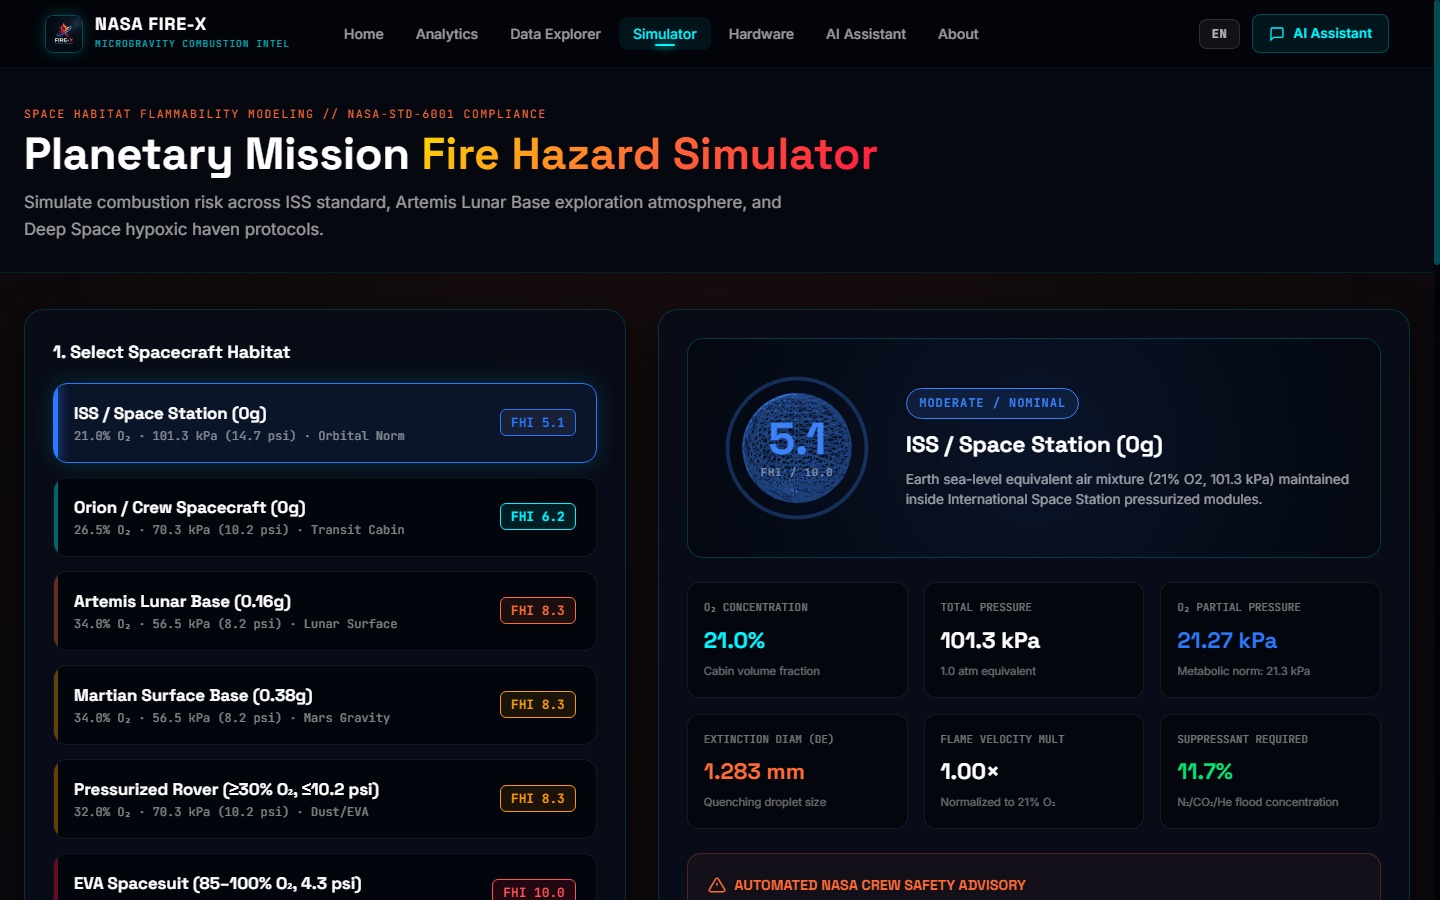 NASA FIRE-X
MICROGRAVITY COMBUSTION INTEL
Home
Analytics
Data Explorer
Simulator
Hardware
AI Assistant
About
EN
AI Assistant
SPACE HABITAT FLAMMABILITY MODELING // NASA-STD-6001 COMPLIANCE
Planetary Mission Fire Hazard Simulator
Simulate combustion risk across ISS standard, Artemis Lunar Base exploration atmosphere, and
Deep Space hypoxic haven protocols.
1. Select Spacecraft Habitat
ISS / Space Station (0g)
21.0% O₂ · 101.3 kPa (14.7 psi) · Orbital Norm
FHI 5.1
Orion / Crew Spacecraft (0g)
26.5% O₂ · 70.3 kPa (10.2 psi) · Transit Cabin
FHI 6.2
Artemis Lunar Base (0.16g)
34.0% O₂ · 56.5 kPa (8.2 psi) · Lunar Surface
FHI 8.3
Martian Surface Base (0.38g)
34.0% O₂ · 56.5 kPa (8.2 psi) · Mars Gravity
FHI 8.3
Pressurized Rover (≥30% O₂, ≤10.2 psi)
32.0% O₂ · 70.3 kPa (10.2 psi) · Dust/EVA
FHI 8.3
EVA Spacesuit (85–100% O₂, 4.3 psi)
FHI 10.0
5.1
FHI / 10.0
MODERATE / NOMINAL
ISS / Space Station (0g)
Earth sea-level equivalent air mixture (21% O2, 101.3 kPa) maintained
inside International Space Station pressurized modules.
O₂ CONCENTRATION
21.0%
Cabin volume fraction
TOTAL PRESSURE
101.3 kPa
1.0 atm equivalent
O₂ PARTIAL PRESSURE
21.27 kPa
Metabolic norm: 21.3 kPa
EXTINCTION DIAM (DE)
1.283 mm
Quenching droplet size
FLAME VELOCITY MULT
1.00×
Normalized to 21% O₂
SUPPRESSANT REQUIRED
11.7%
N₂/CO₂/He flood concentration
AUTOMATED NASA CREW SAFETY ADVISORY